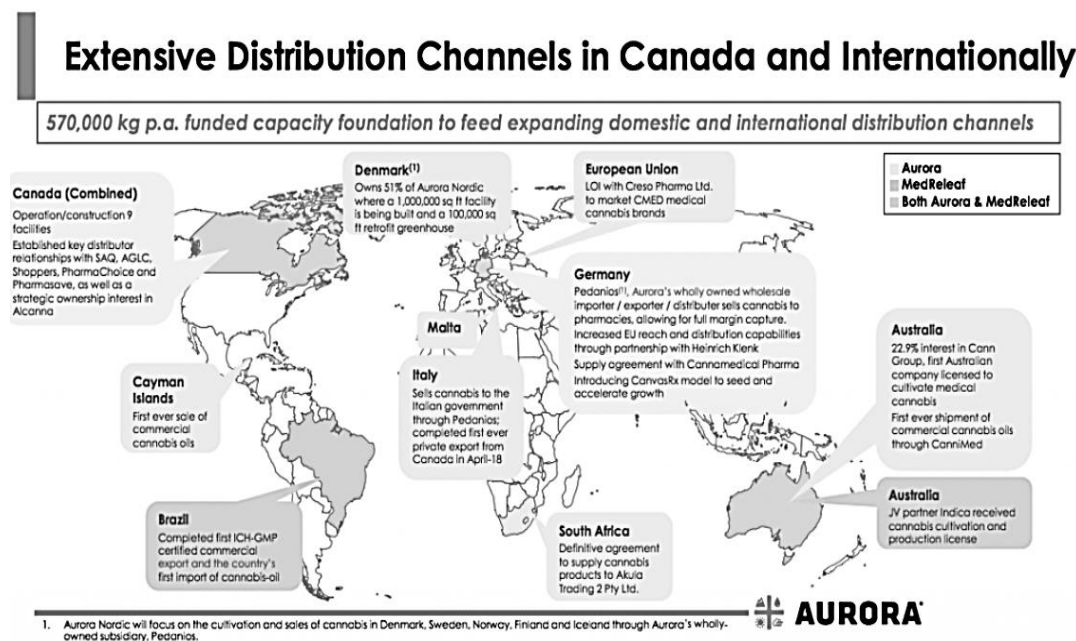 Extensive Distribution Channels in Canada and Internationally
570,000 kg p.a. funded capacity foundation to feed expanding domestic and international distribution channels
Aurora
MedReleaf
Both Aurora & MedReleaf
Canada (Combined)
Operation/construction 9
facilities
Established key distributor
relationships with SAQ, AGLC,
Shoppers, PharmaChoice and
Pharmasave, as well as a
strategic ownership interest in
Alcanna
Denmark(1)
Owns 51% of Aurora Nordic
where a 1,000,000 sq ft facility
is being built and a 100,000 sq
ft retrofit greenhouse
European Union
LOI with Creso Pharma Ltd.
to market CMED medical
cannabis brands
Germany
Pedanios(1), Aurora's wholly owned wholesale
importer / exporter / distributer sells cannabis to
pharmacies, allowing for full margin capture.
Increased EU reach and distribution capabilities
through partnership with Heinrich Klenk
Supply agreement with Cannamedical Pharma
Introducing CanvasRx model to seed and
accelerate growth
Malta
Italy
Sells cannabis to the
Italian government
through Pedanios;
completed first ever
private export from
Canada in April-18
Cayman
Islands
First ever sale of
commercial
cannabis oils
Australia
22.9% interest in Cann
Group, first Australian
company licensed to
cultivate medical
cannabis
First ever shipment of
commercial cannabis oils
through CanniMed
Australia
JV partner Indica received
cannabis cultivation and
production license
Brazil
Completed first ICH-GMP
certified commercial
export and the country's
first import of cannabis-oil
South Africa
Definitive agreement
to supply cannabis
products to Akula
Trading 2 Pty Ltd.
1. Aurora Nordic will focus on the cultivation and sales of cannabis in Denmark, Sweden, Norway, Finland and Iceland through Aurora's wholly-
owned subsidiary, Pedanios.
AURORA